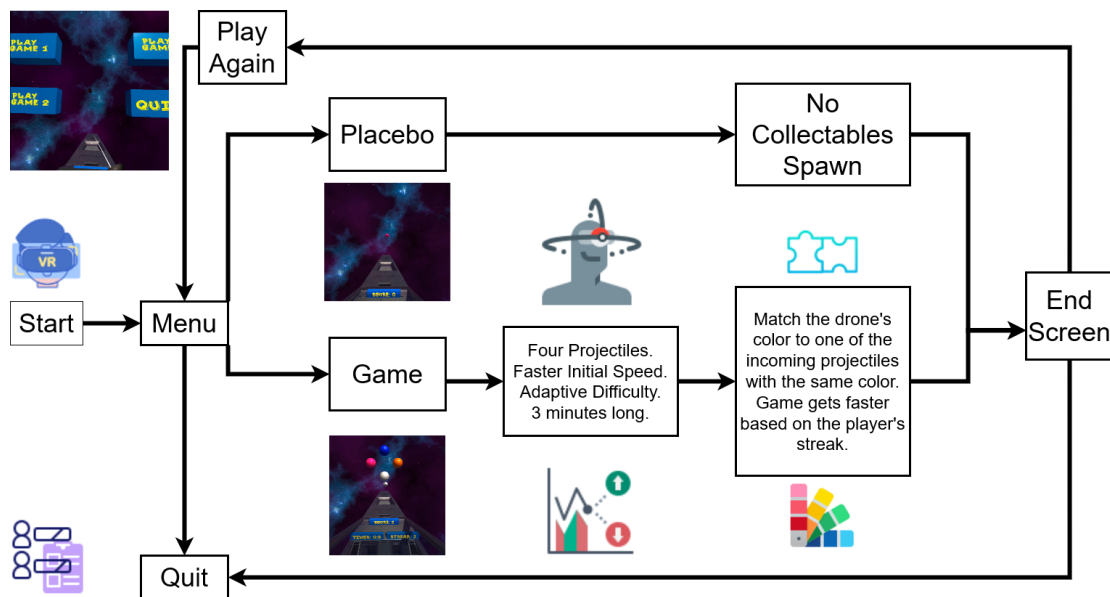 PLAY
GAME 1
PLAY
GAME
PLAY
GAME 2
QUI
Play
Again
Placebo
No
Collectables
Spawn
VR
SCORE 0
Start
Menu
End
Screen
Game
Four Projectiles.
Faster Initial Speed.
Adaptive Difficulty.
3 minutes long.
Match the drone's
color to one of the
incoming projectiles
with the same color.
Game gets faster
based on the player's
streak.
Quit